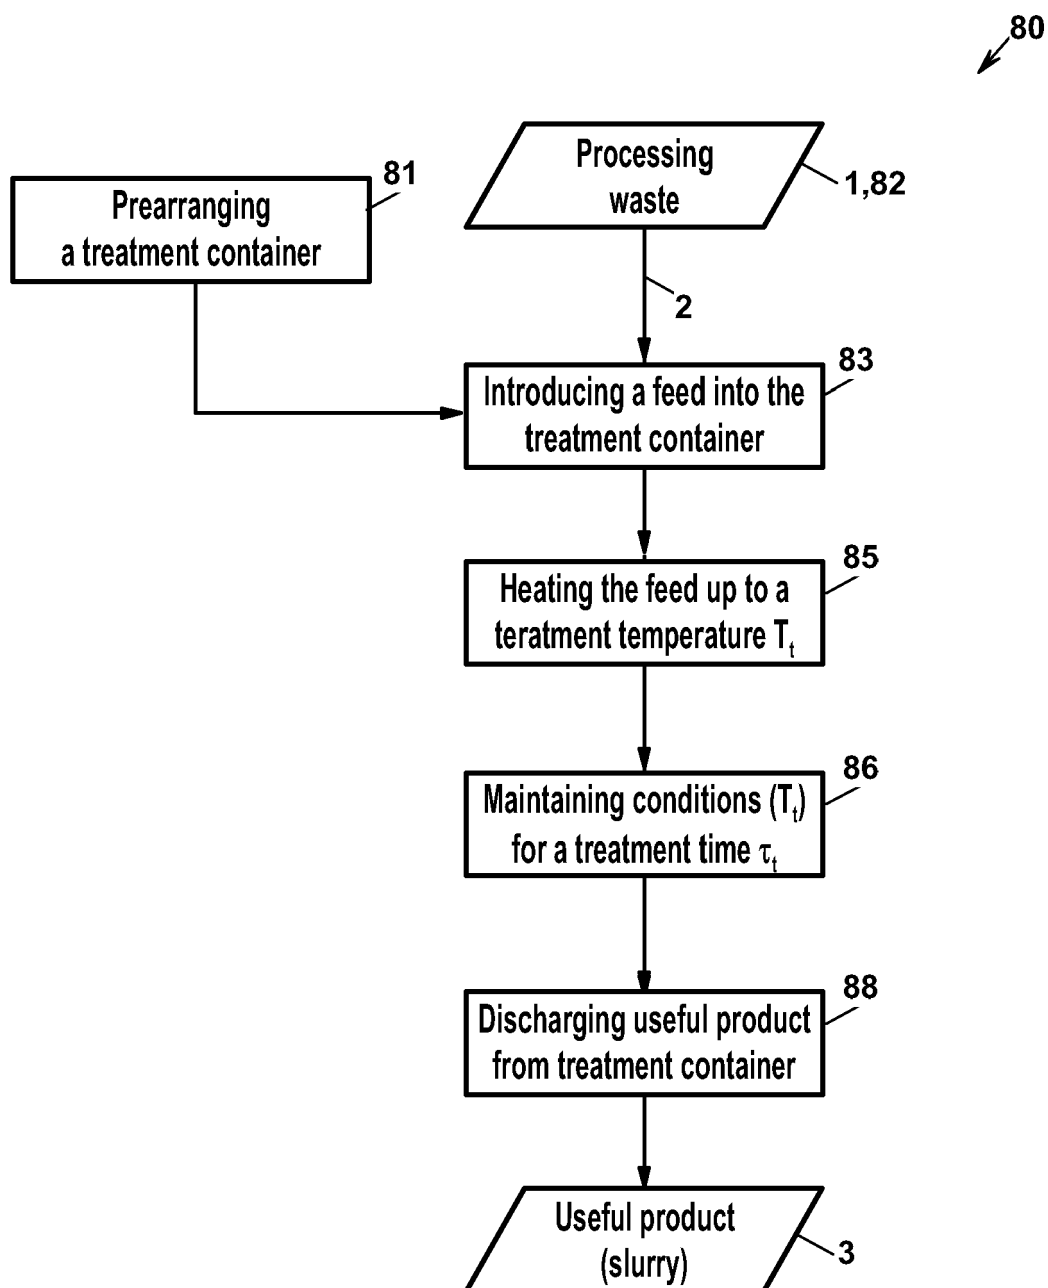 80
Processing
waste
1,82
81
Prearranging
a treatment container
2
83
Introducing a feed into the
treatment container
85
Heating the feed up to a
teratment temperature Tt
86
Maintaining conditions (Tt)
for a treatment time τt
88
Discharging useful product
from treatment container
Useful product
(slurry)
3